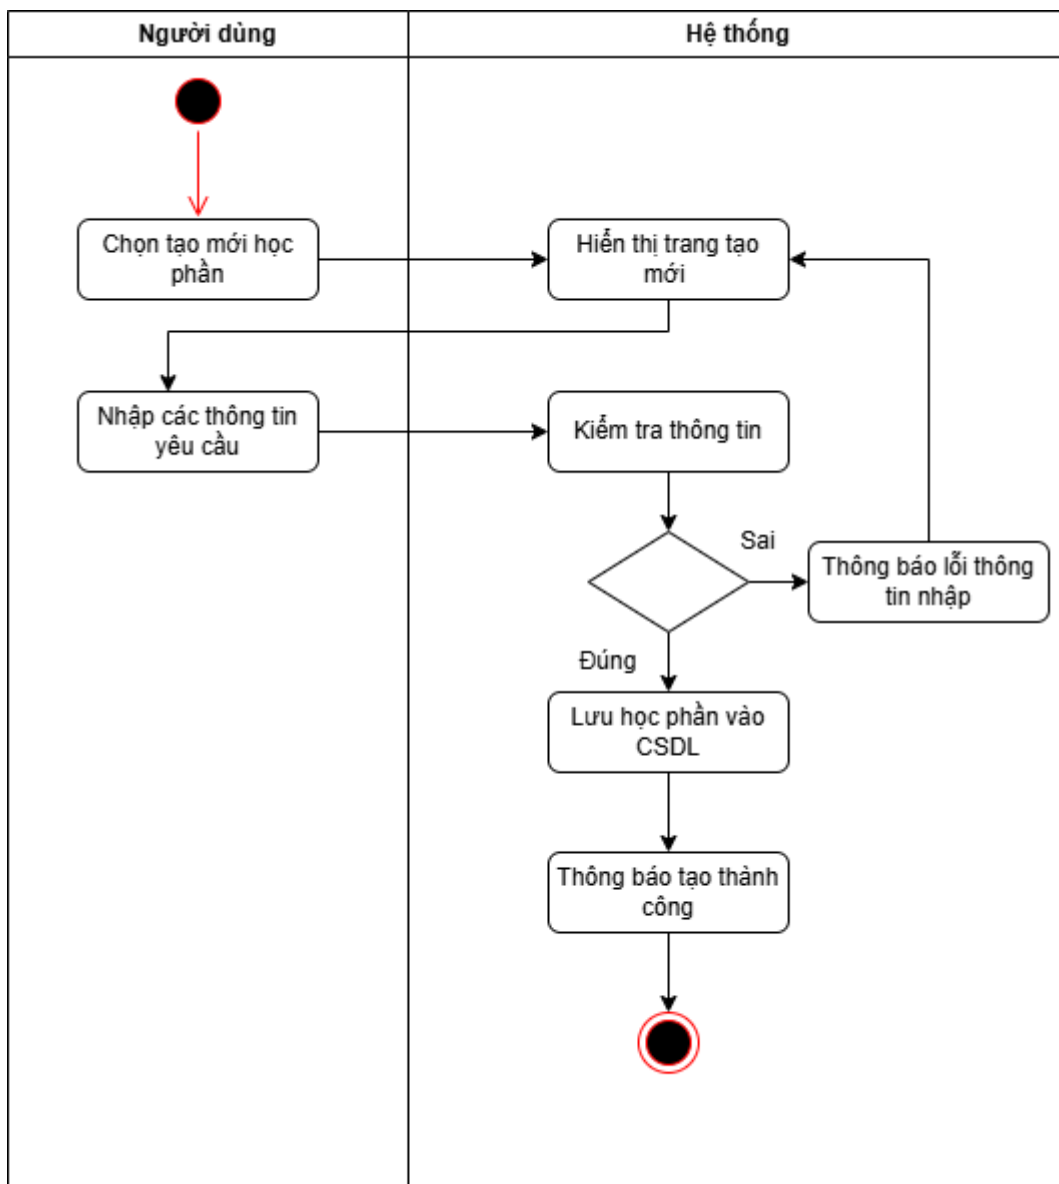 Người dùng
Hệ thống
Chọn tạo mới học
phần
Hiển thị trang tạo
mới
Nhập các thông tin
yêu cầu
Kiểm tra thông tin
Sai
Thông báo lỗi thông
tin nhập
Đúng
Lưu học phần vào
CSDL
Thông báo tạo thành
công